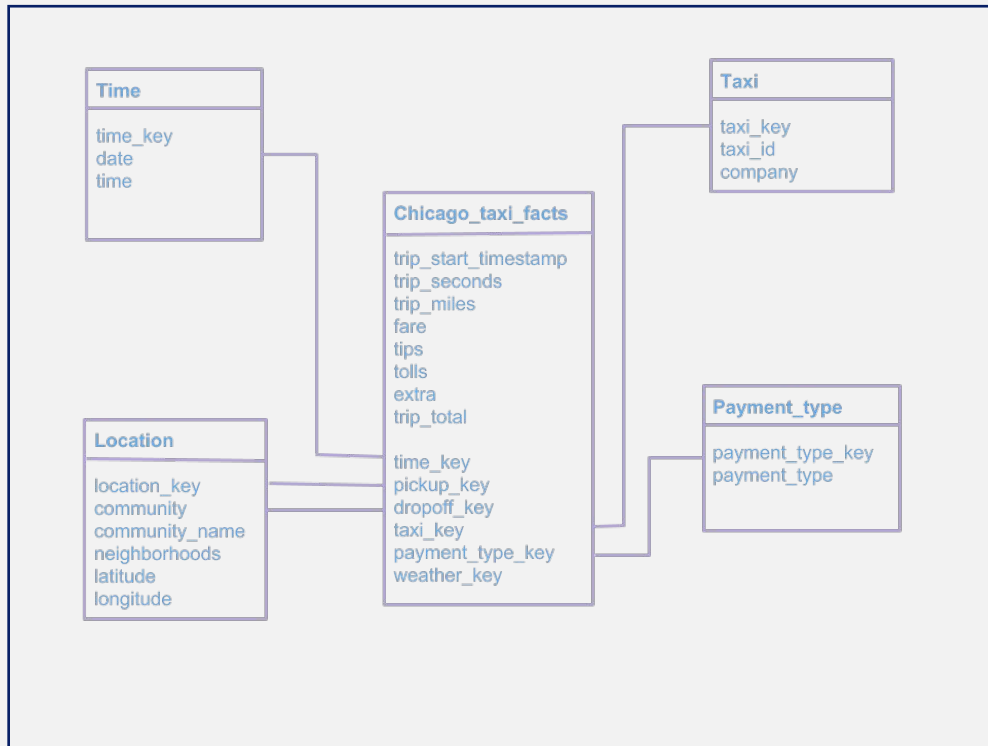 Time
time_key
date
time
Taxi
taxi_key
taxi_id
company
Chicago_taxi_facts
trip_start_timestamp
trip_seconds
trip_miles
fare
tips
tolls
extra
trip_total
time_key
pickup_key
dropoff_key
taxi_key
payment_type_key
weather_key
Location
location_key
community
community_name
neighborhoods
latitude
longitude
Payment_type
payment_type_key
payment_type